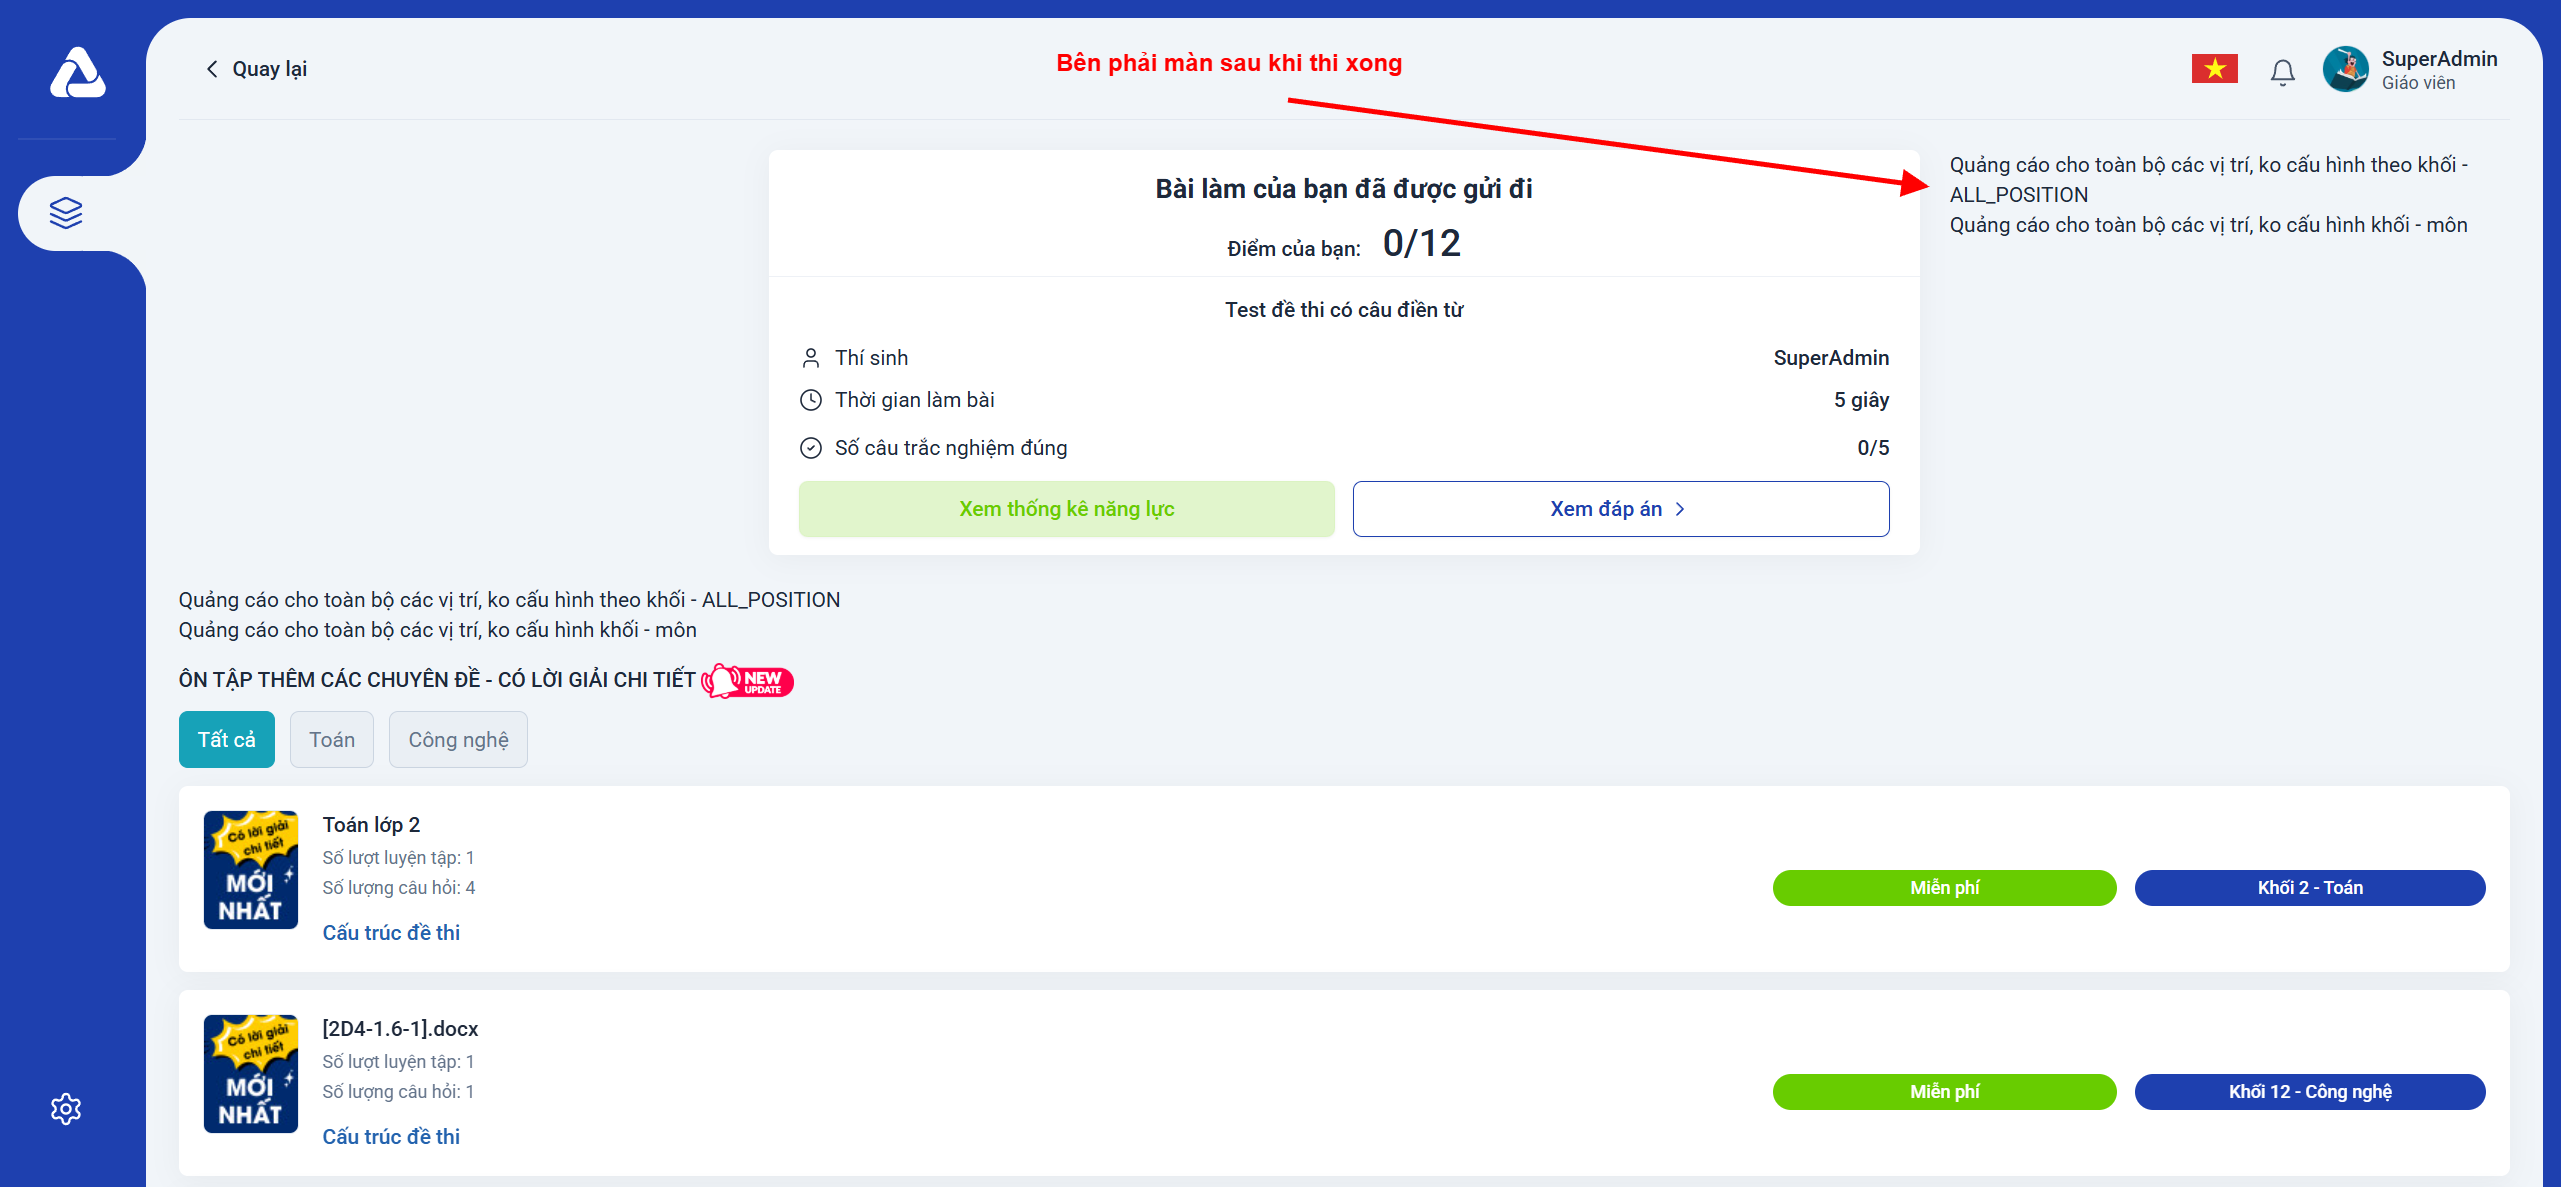 Quay lại
Bên phải màn sau khi thi xong
SuperAdmin
Giáo viên
Bài làm của bạn đã được gửi đi
Điểm của bạn: 0/12
Test đề thi có câu điền từ
Thí sinh SuperAdmin
Thời gian làm bài 5 giây
Số câu trắc nghiệm đúng 0/5
Xem thống kê năng lực Xem đáp án
Quảng cáo cho toàn bộ các vị trí, ko cấu hình theo khối -
ALL_POSITION
Quảng cáo cho toàn bộ các vị trí, ko cấu hình khối - môn
Quảng cáo cho toàn bộ các vị trí, ko cấu hình theo khối - ALL_POSITION
Quảng cáo cho toàn bộ các vị trí, ko cấu hình khối - môn
ÔN TẬP THÊM CÁC CHUYÊN ĐỀ - CÓ LỜI GIẢI CHI TIẾT NEW UPDATE
Tất cả Toán Công nghệ
Có lời giải
chi tiết
MỚI
NHẤT
Toán lớp 2
Số lượt luyện tập: 1
Số lượng câu hỏi: 4
Cấu trúc đề thi
Miễn phí Khối 2 - Toán
Có lời giải
chi tiết
MỚI
NHẤT
[2D4-1.6-1].docx
Số lượt luyện tập: 1
Số lượng câu hỏi: 1
Cấu trúc đề thi
Miễn phí Khối 12 - Công nghệ